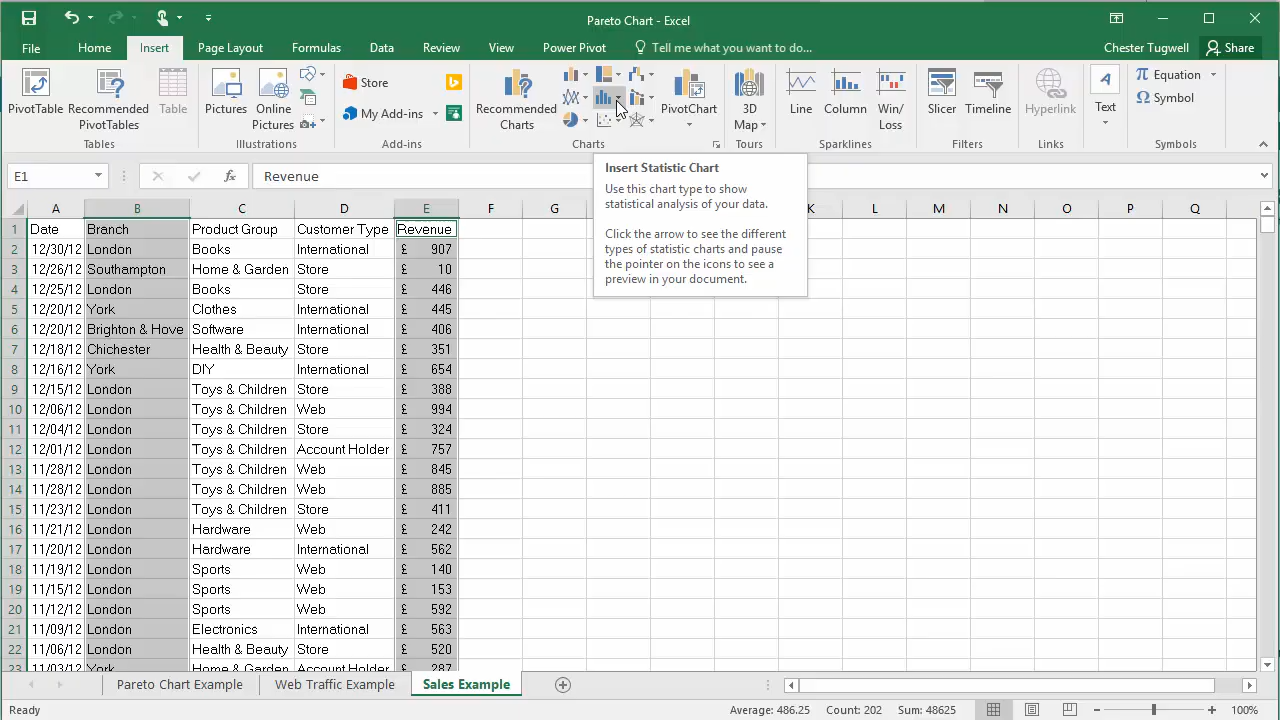 Pareto Chart - Excel
File Home Insert Page Layout Formulas Data Review View Power Pivot Tell me what you want to do... Chester Tugwell Share
PivotTable Recommended PivotTables Table
Tables
Pictures Online Pictures
Illustrations
Store
My Add-ins
Add-ins
Recommended Charts
PivotChart
Charts
3D Map
Tours
Line Column Win/Loss
Sparklines
Slicer Timeline
Filters
Hyperlink
Links
A
Text
π Equation
Ω Symbol
Symbols
E1 fx Revenue
Insert Statistic Chart
Use this chart type to show
statistical analysis of your data.
Click the arrow to see the different
types of statistic charts and pause
the pointer on the icons to see a
preview in your document.
A B C D E F G K L M N O P Q
1 Date Branch Product Group Customer Type Revenue
2 12/30/12 London Books International £ 907
3 12/26/12 Southampton Home & Garden Store £ 10
4 12/25/12 London Books Store £ 446
5 12/20/12 York Clothes International £ 445
6 12/20/12 Brighton & Hove Software International £ 406
7 12/18/12 Chichester Health & Beauty Store £ 351
8 12/16/12 York DIY International £ 654
9 12/15/12 London Toys & Children Store £ 388
10 12/06/12 London Toys & Children Web £ 994
11 12/04/12 London Toys & Children Store £ 324
12 12/01/12 London Toys & Children Account Holder £ 757
13 11/28/12 London Toys & Children Web £ 845
14 11/28/12 London Toys & Children Web £ 885
15 11/23/12 London Toys & Children Store £ 411
16 11/21/12 London Hardware Web £ 242
17 11/20/12 London Hardware International £ 562
18 11/19/12 London Sports Web £ 140
19 11/15/12 London Sports Web £ 153
20 11/12/12 London Sports Web £ 592
21 11/09/12 London Electronics International £ 563
22 11/06/12 London Health & Beauty Store £ 520
23 11/03/12 York Home & Garden Account Holder £ 287
Pareto Chart Example Web Traffic Example Sales Example
Ready Average: 486.25 Count: 202 Sum: 48625 100%